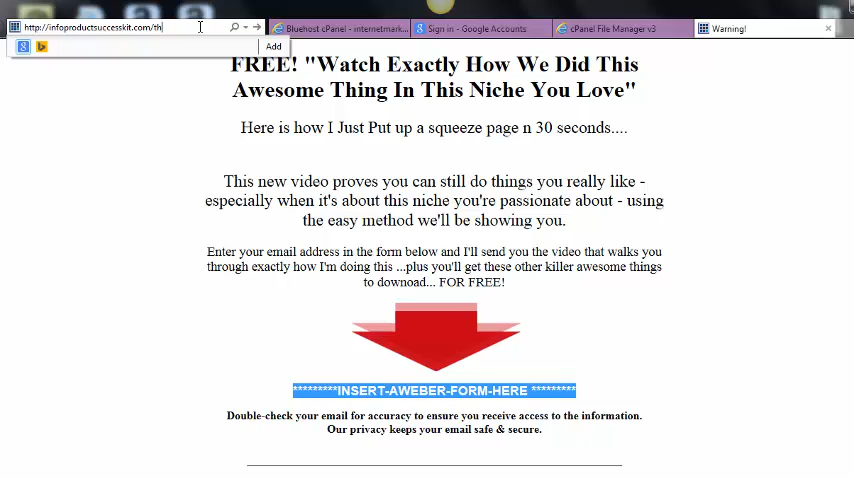 http://infoproductsuccesskit.com/th
Bluehost cPanel - internetmark...
Sign in - Google Accounts
cPanel File Manager v3
Warning!
Add
FREE! "Watch Exactly How We Did This
Awesome Thing In This Niche You Love"
Here is how I Just Put up a squeeze page n 30 seconds....
This new video proves you can still do things you really like -
especially when it's about this niche you're passionate about - using
the easy method we'll be showing you.
Enter your email address in the form below and I'll send you the video that walks you
through exactly how I'm doing this ...plus you'll get these other killer awesome things
to downoad... FOR FREE!
*********INSERT-AWEBER-FORM-HERE *********
Double-check your email for accuracy to ensure you receive access to the information.
Our privacy keeps your email safe & secure.